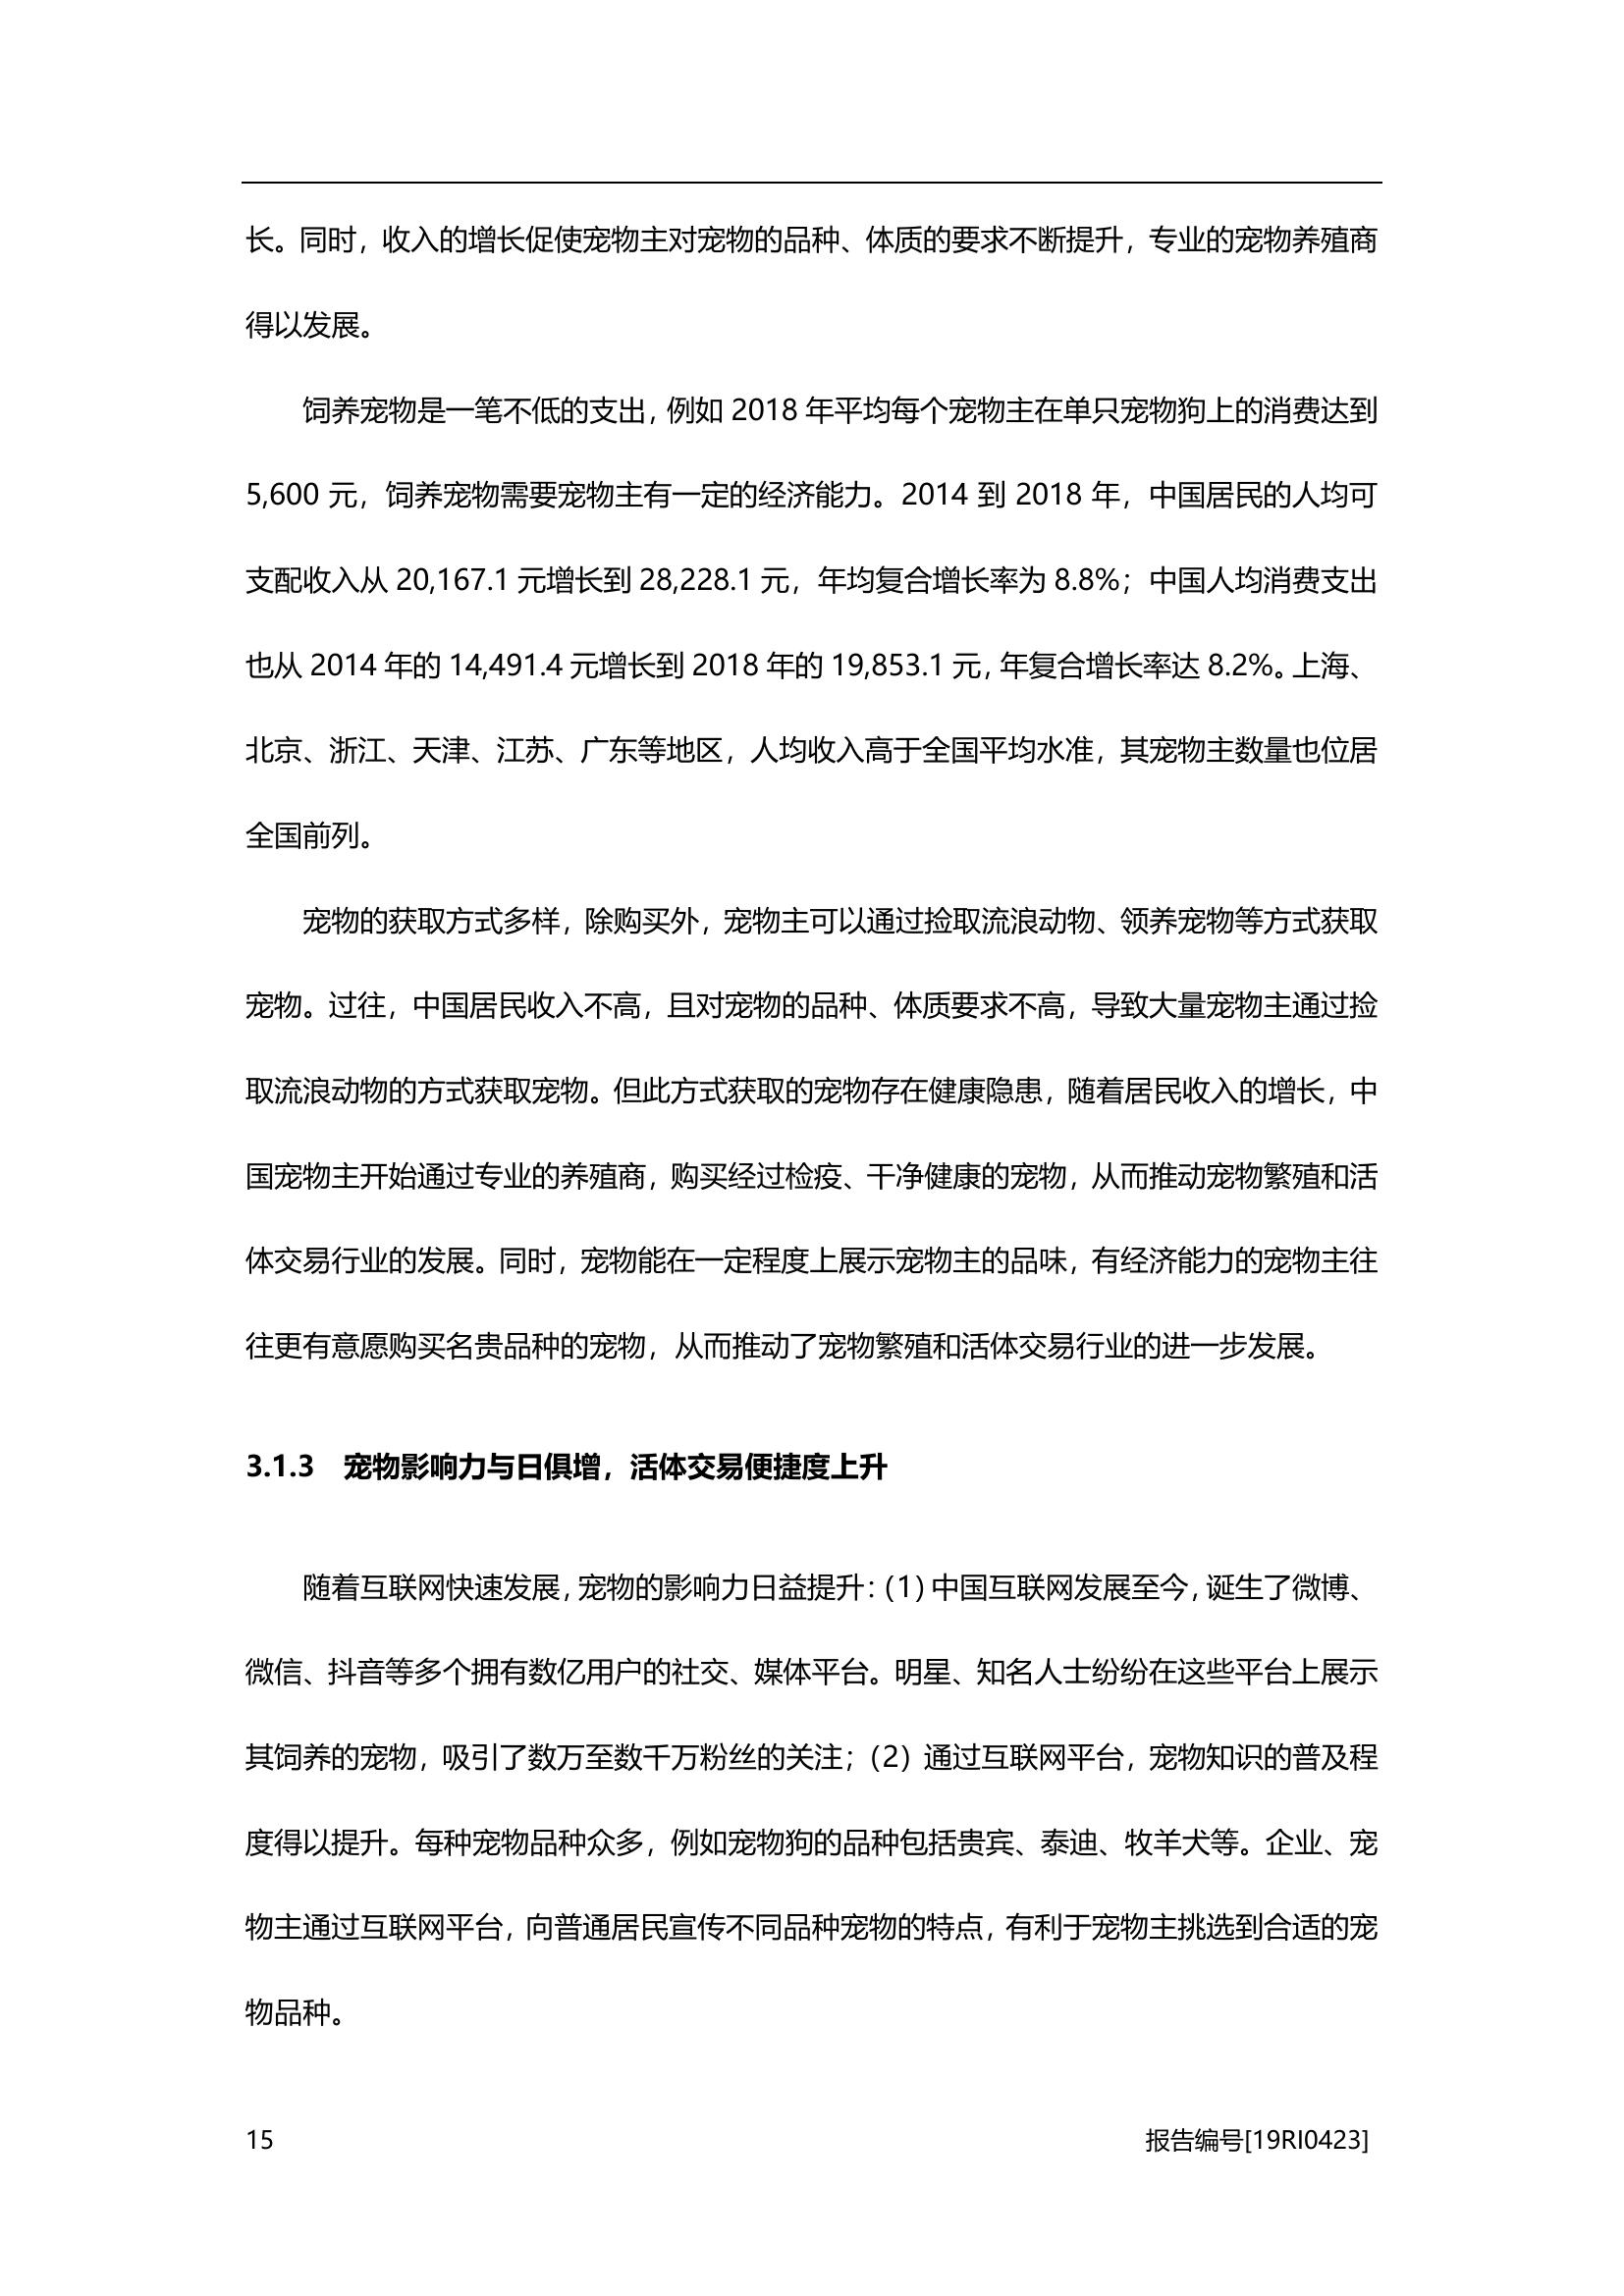 长。同时，收入的增长促使宠物主对宠物的品种、体质的要求不断提升，专业的宠物养殖商
得以发展。
饲养宠物是一笔不低的支出，例如 2018 年平均每个宠物主在单只宠物狗上的消费达到
5,600 元，饲养宠物需要宠物主有一定的经济能力。2014 到 2018 年，中国居民的人均可
支配收入从 20,167.1 元增长到 28,228.1 元，年均复合增长率为 8.8%；中国人均消费支出
也从 2014 年的 14,491.4 元增长到 2018 年的 19,853.1 元，年复合增长率达 8.2%。上海、
北京、浙江、天津、江苏、广东等地区，人均收入高于全国平均水准，其宠物主数量也位居
全国前列。
宠物的获取方式多样，除购买外，宠物主可以通过捡取流浪动物、领养宠物等方式获取
宠物。过往，中国居民收入不高，且对宠物的品种、体质要求不高，导致大量宠物主通过捡
取流浪动物的方式获取宠物。但此方式获取的宠物存在健康隐患，随着居民收入的增长，中
国宠物主开始通过专业的养殖商，购买经过检疫、干净健康的宠物，从而推动宠物繁殖和活
体交易行业的发展。同时，宠物能在一定程度上展示宠物主的品味，有经济能力的宠物主往
往更有意愿购买名贵品种的宠物，从而推动了宠物繁殖和活体交易行业的进一步发展。
3.1.3 宠物影响力与日俱增，活体交易便捷度上升
随着互联网快速发展，宠物的影响力日益提升：（1）中国互联网发展至今，诞生了微博、
微信、抖音等多个拥有数亿用户的社交、媒体平台。明星、知名人士纷纷在这些平台上展示
其饲养的宠物，吸引了数万至数千万粉丝的关注；（2）通过互联网平台，宠物知识的普及程
度得以提升。每种宠物品种众多，例如宠物狗的品种包括贵宾、泰迪、牧羊犬等。企业、宠
物主通过互联网平台，向普通居民宣传不同品种宠物的特点，有利于宠物主挑选到合适的宠
物品种。
15 报告编号[19RI0423]